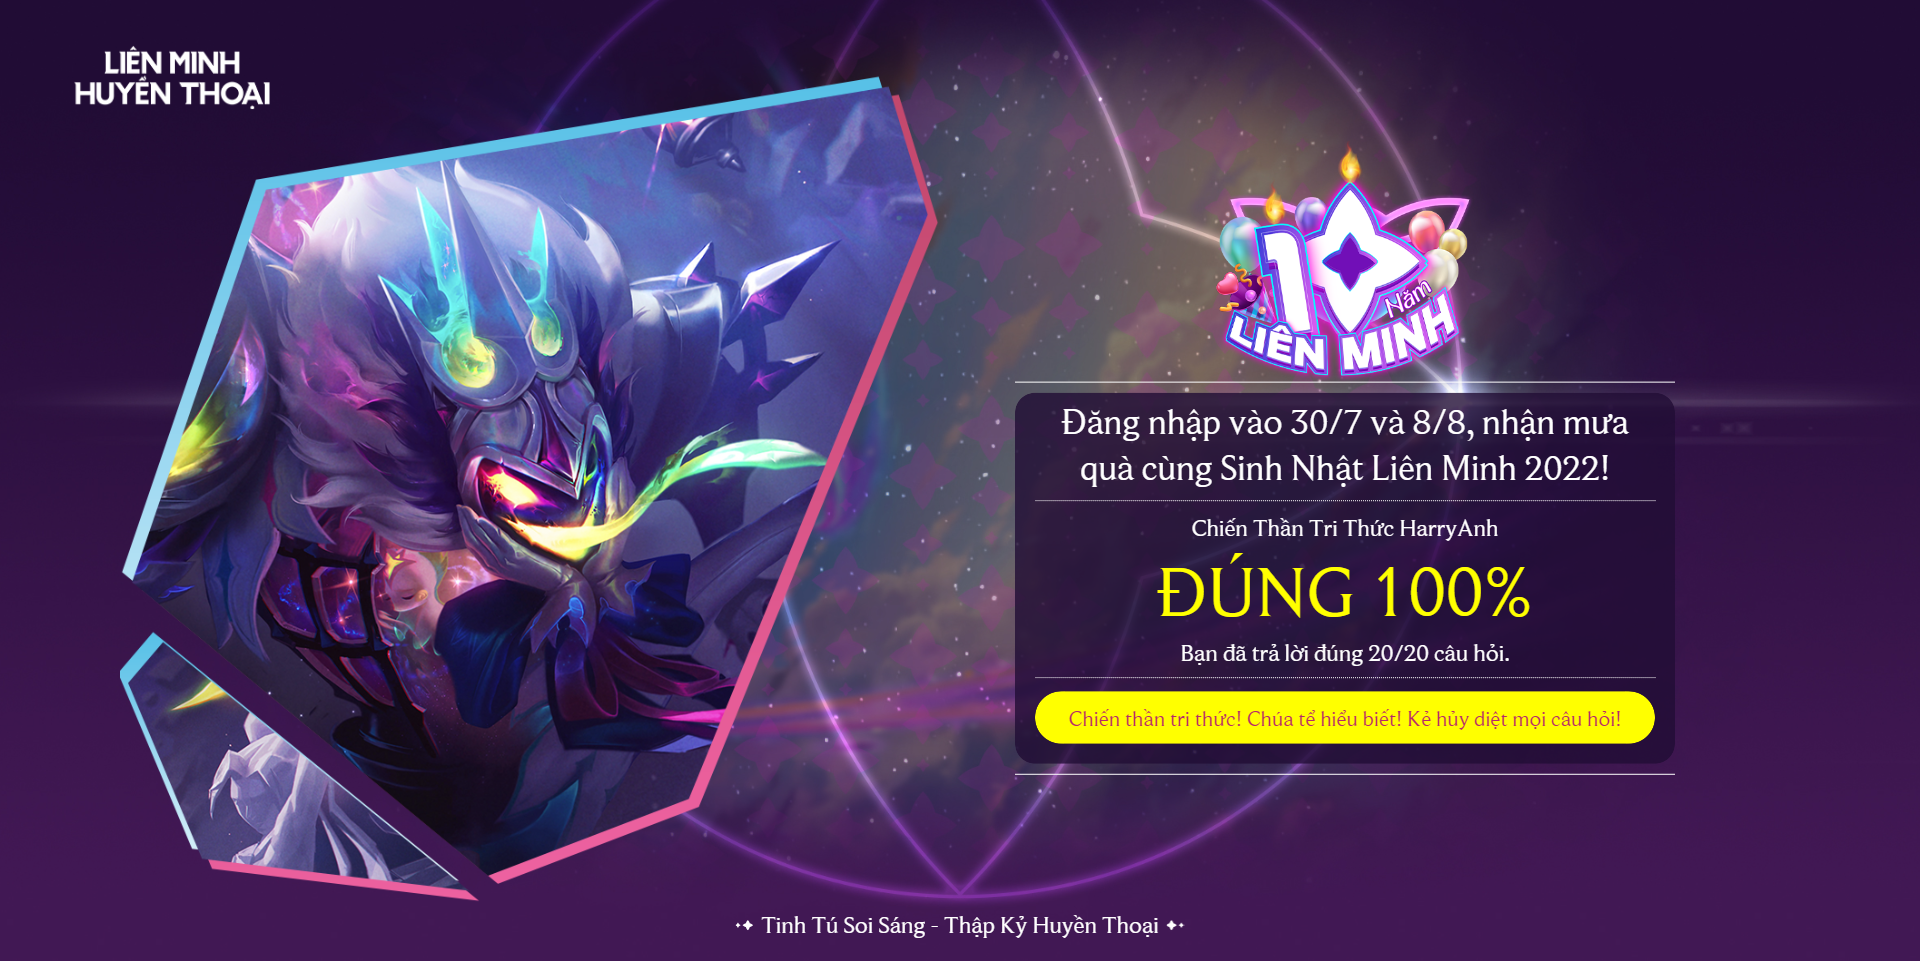 LIÊN MINH
HUYỀN THOẠI
10
Năm
LIÊN MINH
Đăng nhập vào 30/7 và 8/8, nhận mưa
quà cùng Sinh Nhật Liên Minh 2022!
Chiến Thần Tri Thức HarryAnh
ĐÚNG 100%
Bạn đã trả lời đúng 20/20 câu hỏi.
Chiến thần tri thức! Chúa tể hiểu biết! Kẻ hủy diệt mọi câu hỏi!
Tinh Tú Soi Sáng - Thập Kỷ Huyền Thoại